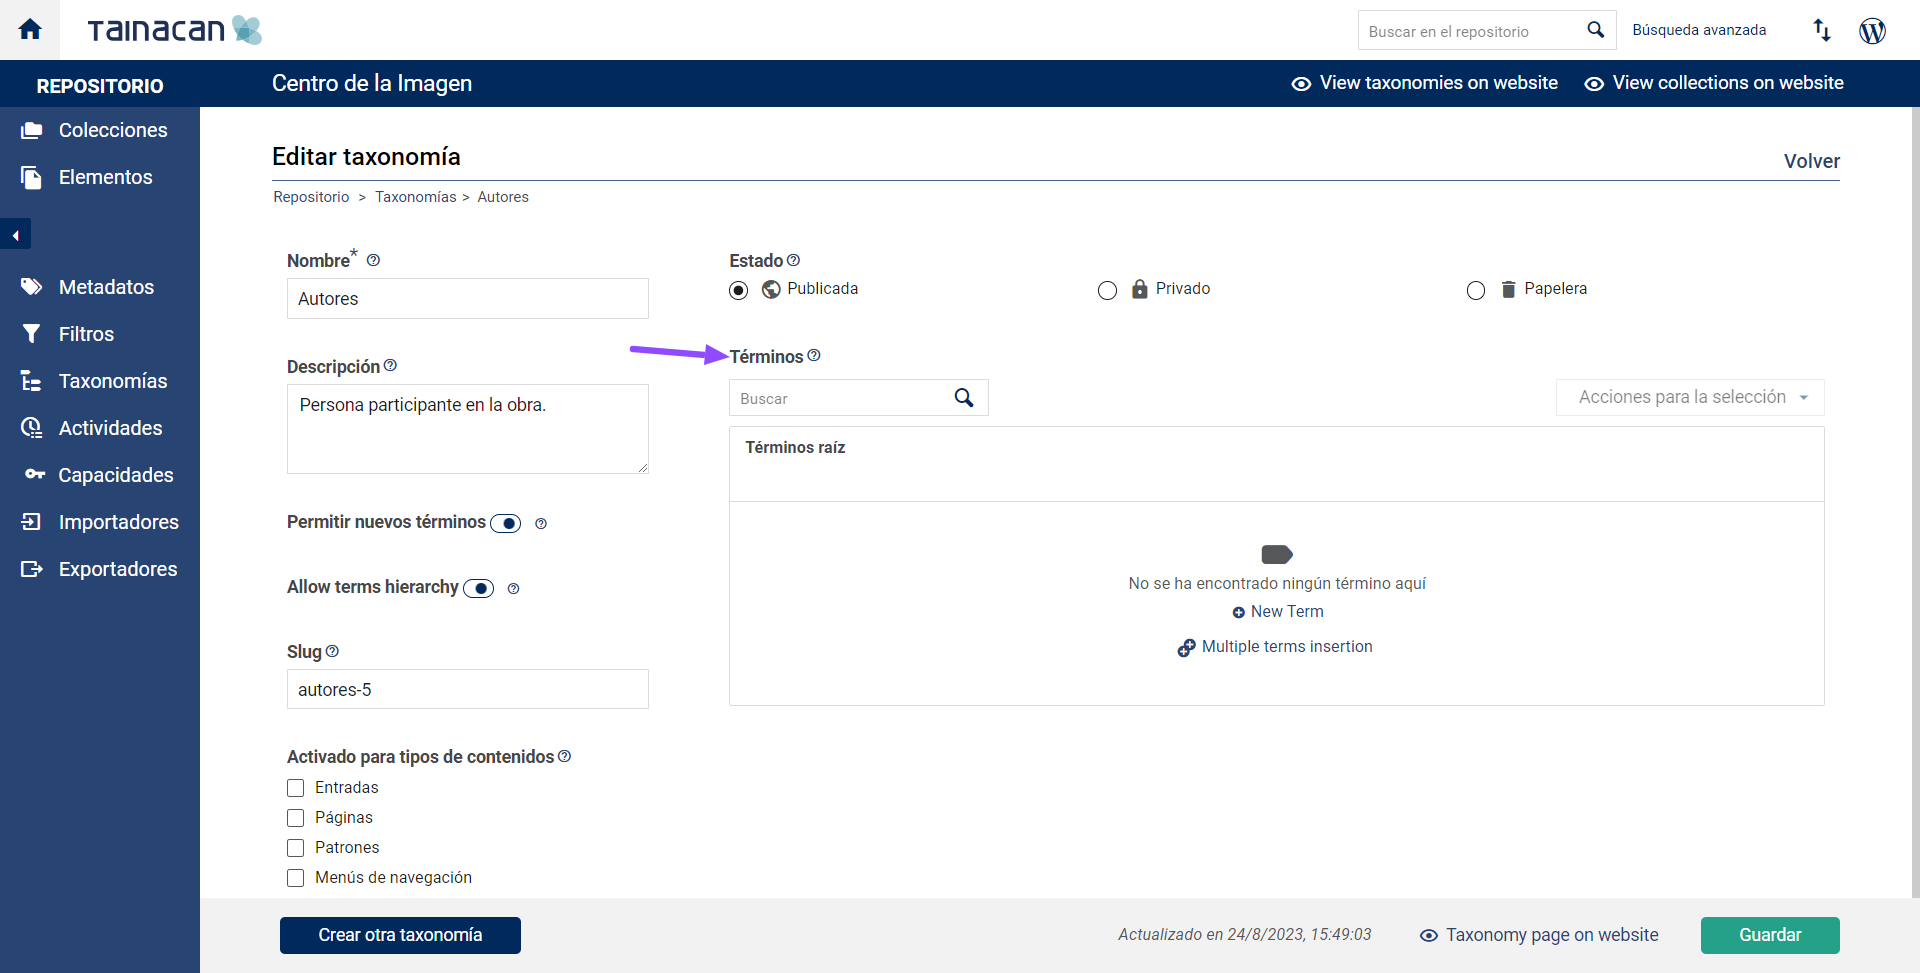 TAINACAN
Buscar en el repositorio
Búsqueda avanzada
REPOSITORIO
Centro de la Imagen
View taxonomies on website
View collections on website
Colecciones
Elementos
Metadatos
Filtros
Taxonomías
Actividades
Capacidades
Importadores
Exportadores
Editar taxonomía
Volver
Repositorio > Taxonomías > Autores
Nombre*
Autores
Estado
Publicada
Privado
Papelera
Descripción
Persona participante en la obra.
Términos
Buscar
Acciones para la selección
Términos raíz
No se ha encontrado ningún término aquí
New Term
Multiple terms insertion
Permitir nuevos términos
Allow terms hierarchy
Slug
autores-5
Activado para tipos de contenidos
Entradas
Páginas
Patrones
Menús de navegación
Crear otra taxonomía
Actualizado en 24/8/2023, 15:49:03
Taxonomy page on website
Guardar